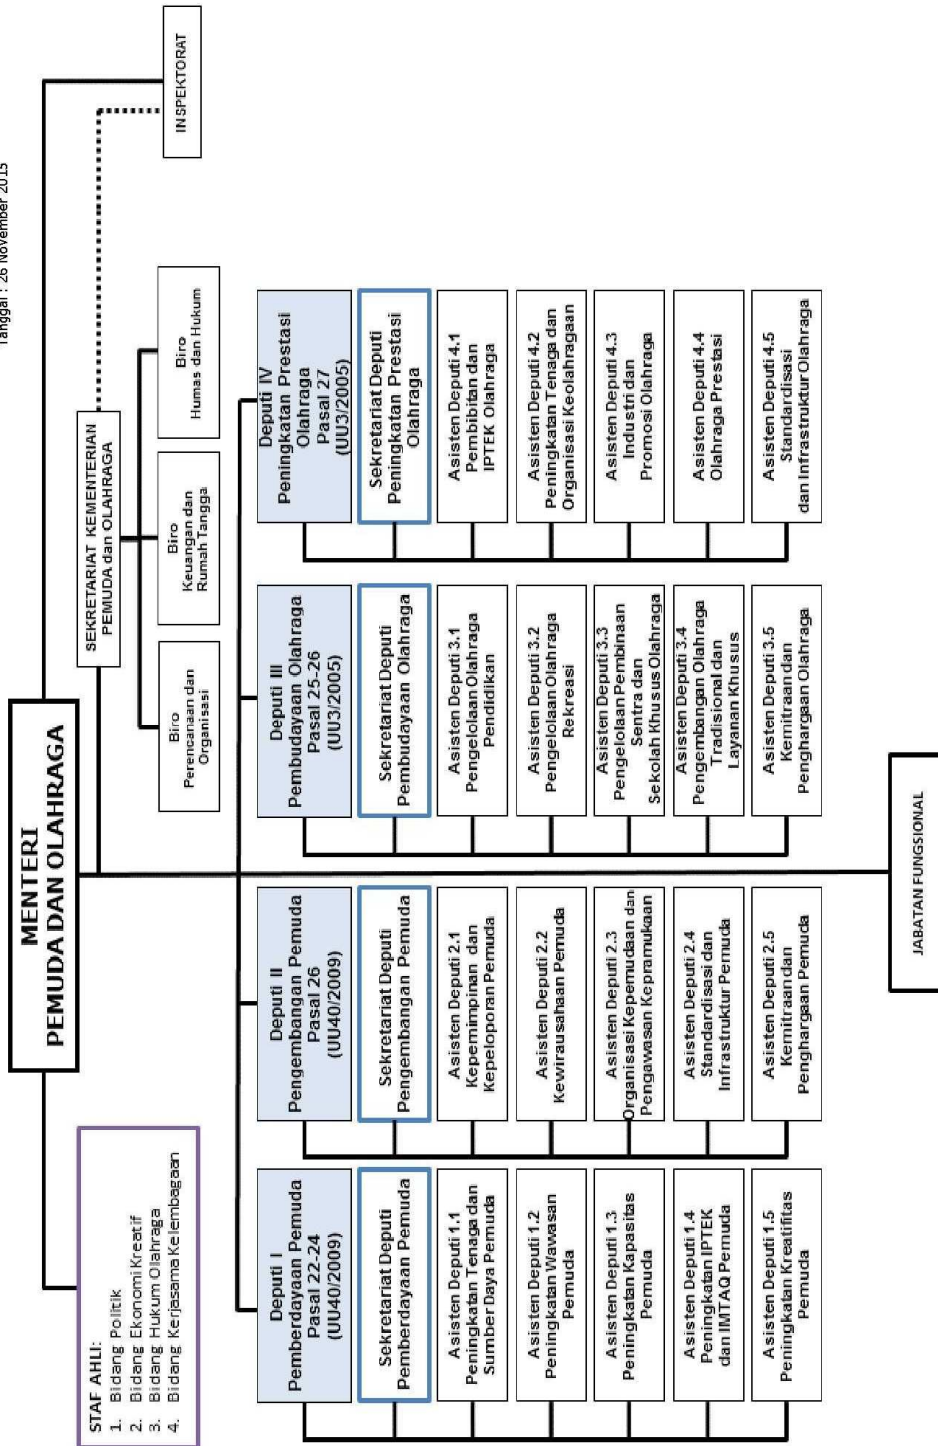 Tanggal : 26 November 2015
MENTERI
PEMUDA DAN OLAHRAGA
STAF AHLI:
1. Bidang Politik
2. Bidang Ekonomi Kreatif
3. Bidang Hukum Olahraga
4. Bidang Kerjasama Kelembagaan
SEKRETARIAT KEMENTERIAN
PEMUDA dan OLAHRAGA
INSPEKTORAT
Biro
Perencanaan dan
Organisasi
Biro
Keuangan dan
Rumah Tangga
Biro
Humas dan Hukum
Deputi I
Pemberdayaan Pemuda
Pasal 22-24
(UU40/2009)
Sekretariat Deputi
Pemberdayaan Pemuda
Asisten Deputi 1.1
Peningkatan Tenaga dan
Sumber Daya Pemuda
Asisten Deputi 1.2
Peningkatan Wawasan
Pemuda
Asisten Deputi 1.3
Peningkatan Kapasitas
Pemuda
Asisten Deputi 1.4
Peningkatan IPTEK
dan IMTAQ Pemuda
Asisten Deputi 1.5
Peningkatan Kreatifitas
Pemuda
Deputi II
Pengembangan Pemuda
Pasal 26
(UU40/2009)
Sekretariat Deputi
Pengembangan Pemuda
Asisten Deputi 2.1
Kepemimpinan dan
Kepeloporan Pemuda
Asisten Deputi 2.2
Kewirausahaan Pemuda
Asisten Deputi 2.3
Organisasi Kepemudaan dan
Pengawasan Kepramukaan
Asisten Deputi 2.4
Standardisasi dan
Infrastruktur Pemuda
Asisten Deputi 2.5
Kemitraan dan
Penghargaan Pemuda
Deputi III
Pembudayaan Olahraga
Pasal 25-26
(UU3/2005)
Sekretariat Deputi
Pembudayaan Olahraga
Asisten Deputi 3.1
Pengelolaan Olahraga
Pendidikan
Asisten Deputi 3.2
Pengelolaan Olahraga
Rekreasi
Asisten Deputi 3.3
Pengelolaan Pembinaan
Sentra dan
Sekolah Khusus Olahraga
Asisten Deputi 3.4
Pengembangan Olahraga
Tradisional dan
Layanan Khusus
Asisten Deputi 3.5
Kemitraan dan
Penghargaan Olahraga
Deputi IV
Peningkatan Prestasi
Olahraga
Pasal 27
(UU3/2005)
Sekretariat Deputi
Peningkatan Prestasi
Olahraga
Asisten Deputi 4.1
Pembibitan dan
IPTEK Olahraga
Asisten Deputi 4.2
Peningkatan Tenaga dan
Organisasi Keolahragaan
Asisten Deputi 4.3
Industri dan
Promosi Olahraga
Asisten Deputi 4.4
Olahraga Prestasi
Asisten Deputi 4.5
Standardisasi
dan Infrastruktur Olahraga
JABATAN FUNGSIONAL